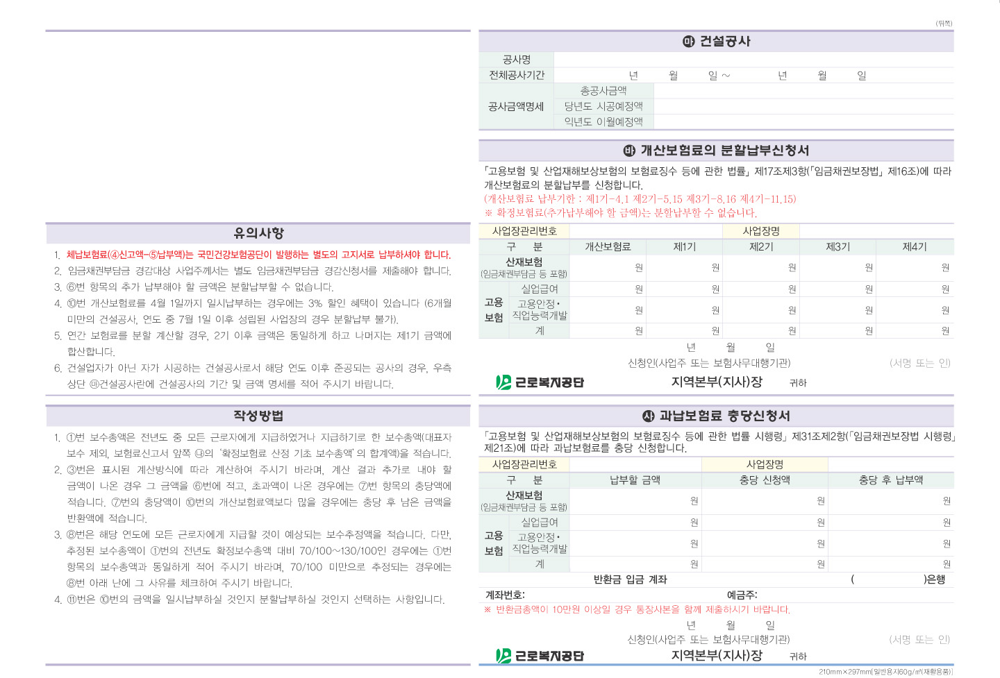 (뒤쪽)
유의사항
1. 체납보험료(④신고액-⑤납부액)는 국민건강보험공단이 발행하는 별도의 고지서로 납부하셔야 합니다.
2. 임금채권부담금 경감대상 사업주께서는 별도 임금채권부담금 경감신청서를 제출해야 합니다.
3. ⑥번 항목의 추가 납부해야 할 금액은 분할납부할 수 없습니다.
4. ⑩번 개산보험료를 4월 1일까지 일시납부하는 경우에는 3% 할인 혜택이 있습니다 (6개월
미만의 건설공사, 연도 중 7월 1일 이후 성립된 사업장의 경우 분할납부 불가).
5. 연간 보험료를 분할 계산할 경우, 2기 이후 금액은 동일하게 하고 나머지는 제1기 금액에
합산합니다.
6. 건설업자가 아닌 자가 시공하는 건설공사로서 해당 연도 이후 준공되는 공사의 경우, 우측
상단 ㉲건설공사란에 건설공사의 기간 및 금액 명세를 적어 주시기 바랍니다.
작성방법
1. ①번 보수총액은 전년도 중 모든 근로자에게 지급하였거나 지급하기로 한 보수총액(대표자
보수 제외, 보험료신고서 앞쪽 ㉯의 '확정보험료 산정 기초 보수총액'의 합계액)을 적습니다.
2. ③번은 표시된 계산방식에 따라 계산하여 주시기 바라며, 계산 결과 추가로 내야 할
금액이 나온 경우 그 금액을 ⑥번에 적고, 초과액이 나온 경우에는 ⑦번 항목의 충당액에
적습니다. ⑦번의 충당액이 ⑩번의 개산보험료액보다 많을 경우에는 충당 후 남은 금액을
반환액에 적습니다.
3. ⑧번은 해당 연도에 모든 근로자에게 지급할 것이 예상되는 보수추정액을 적습니다. 다만,
추정된 보수총액이 ①번의 전년도 확정보수총액 대비 70/100~130/100인 경우에는 ①번
항목의 보수총액과 동일하게 적어 주시기 바라며, 70/100 미만으로 추정되는 경우에는
⑧번 아래 난에 그 사유를 체크하여 주시기 바랍니다.
4. ⑪번은 ⑩번의 금액을 일시납부하실 것인지 분할납부하실 것인지 선택하는 사항입니다.
마 건설공사
공사명
전체공사기간 년 월 일 ~ 년 월 일
공사금액명세
총공사금액
당년도 시공예정액
익년도 이월예정액
바 개산보험료의 분할납부신청서
「고용보험 및 산업재해보상보험의 보험료징수 등에 관한 법률」 제17조제3항(「임금채권보장법」 제16조)에 따라
개산보험료의 분할납부를 신청합니다.
(개산보험료 납부기한 : 제1기-4.1 제2기-5.15 제3기-8.16 제4기-11.15)
※ 확정보험료(추가납부해야 할 금액)는 분할납부할 수 없습니다.
사업장관리번호 사업장명
구 분 개산보험료 제1기 제2기 제3기 제4기
산재보험
(임금채권부담금 등 포함) 원 원 원 원 원
고용보험
실업급여 원 원 원 원 원
고용안정·
직업능력개발 원 원 원 원 원
계 원 원 원 원 원
년 월 일
신청인(사업주 또는 보험사무대행기관) (서명 또는 인)
근로복지공단 지역본부(지사)장 귀하
사 과납보험료 충당신청서
「고용보험 및 산업재해보상보험의 보험료징수 등에 관한 법률 시행령」 제31조제2항(「임금채권보장법 시행령」
제21조)에 따라 과납보험료를 충당 신청합니다.
사업장관리번호 사업장명
구 분 납부할 금액 충당 신청액 충당 후 납부액
산재보험
(임금채권부담금 등 포함) 원 원 원
고용보험
실업급여 원 원 원
고용안정·
직업능력개발 원 원 원
계 원 원 원
반환금 입금 계좌 ( )은행
계좌번호: 예금주:
※ 반환금총액이 10만원 이상일 경우 통장사본을 함께 제출하시기 바랍니다.
년 월 일
신청인(사업주 또는 보험사무대행기관) (서명 또는 인)
근로복지공단 지역본부(지사)장 귀하
210mm×297mm[일반용지60g/㎡(재활용품)]